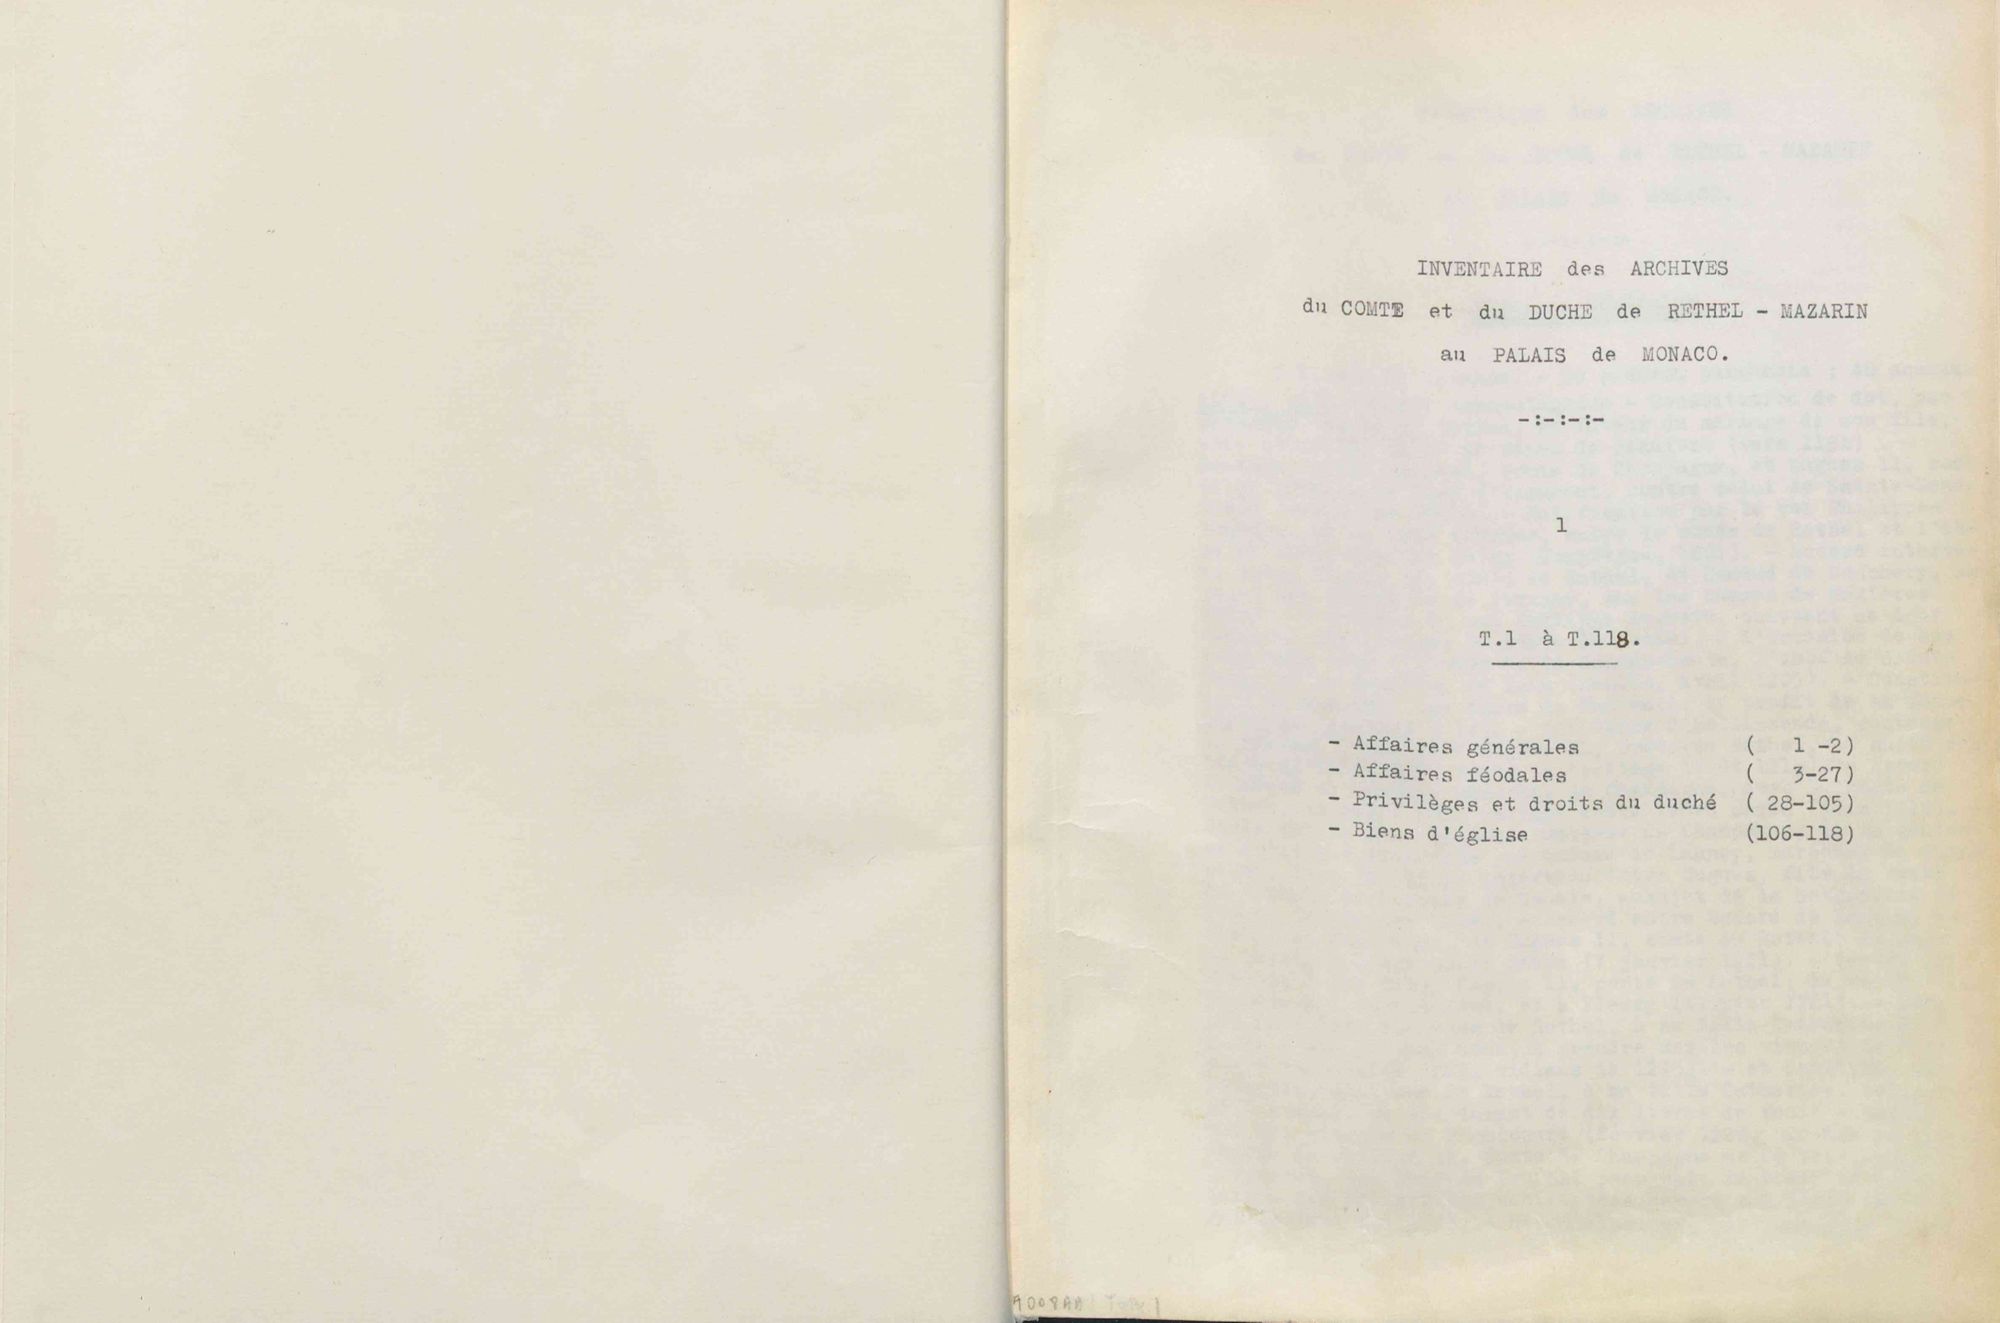 INVENTAIRE des ARCHIVES
du COMTE et du DUCHE de RETHEL - MAZARIN
au PALAIS de MONACO.
-:-:-:-
1
T.1 à T.118.
- Affaires générales ( 1 -2)
- Affaires féodales ( 3-27)
- Privilèges et droits du duché ( 28-105)
- Biens d'église (106-118)